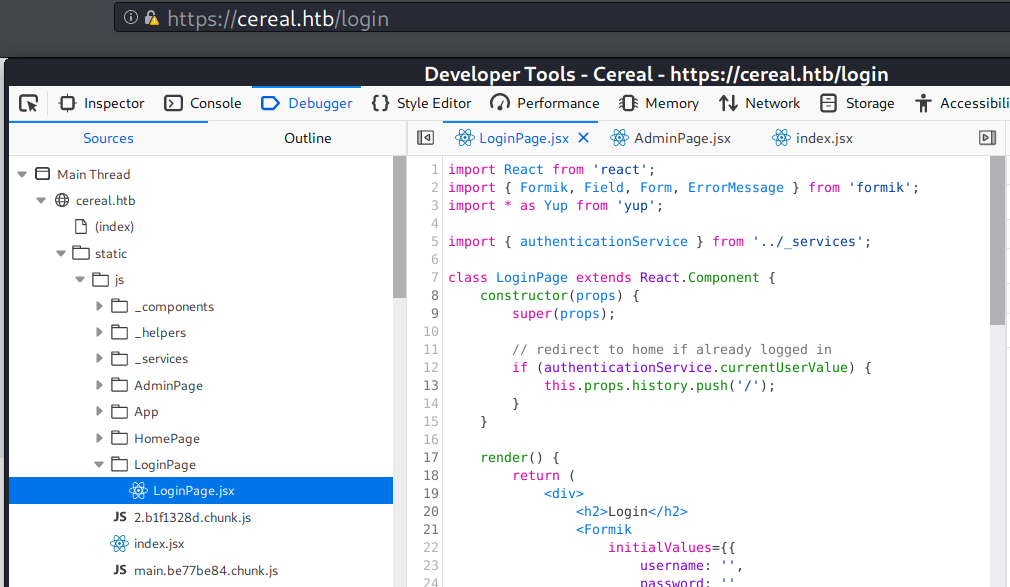 https://cereal.htb/login
Developer Tools - Cereal - https://cereal.htb/login
Inspector Console Debugger Style Editor Performance Memory Network Storage Accessibili
Sources Outline
LoginPage.jsx AdminPage.jsx index.jsx
Main Thread
cereal.htb
(index)
static
js
_components
_helpers
_services
AdminPage
App
HomePage
LoginPage
LoginPage.jsx
JS 2.b1f1328d.chunk.js
index.jsx
JS main.be77be84.chunk.js
1 import React from 'react';
2 import { Formik, Field, Form, ErrorMessage } from 'formik';
3 import * as Yup from 'yup';
4
5 import { authenticationService } from '../_services';
6
7 class LoginPage extends React.Component {
8     constructor(props) {
9         super(props);
10
11         // redirect to home if already logged in
12         if (authenticationService.currentUserValue) {
13             this.props.history.push('/');
14         }
15     }
16
17     render() {
18         return (
19             <div>
20                 <h2>Login</h2>
21                 <Formik
22                     initialValues={{
23                         username: '',
24                         password: ''